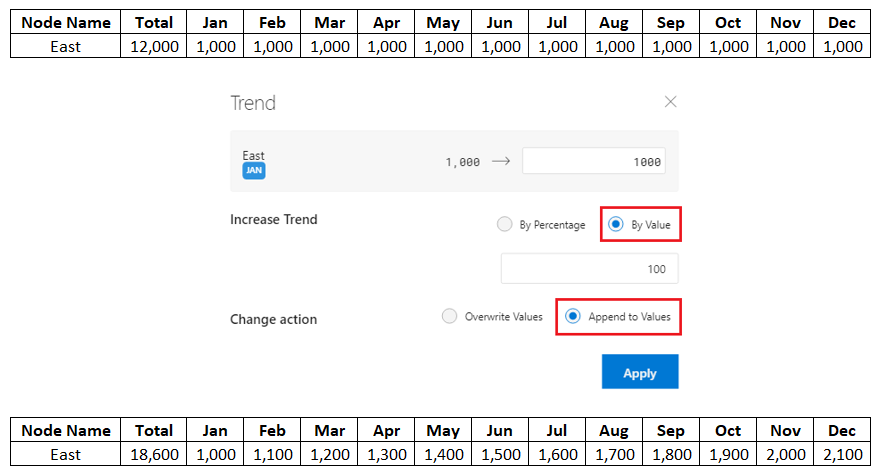 Node Name Total Jan Feb Mar Apr May Jun Jul Aug Sep Oct Nov Dec
East 12,000 1,000 1,000 1,000 1,000 1,000 1,000 1,000 1,000 1,000 1,000 1,000 1,000
Trend
East
JAN
1,000 → 1000
Increase Trend By Percentage By Value
100
Change action Overwrite Values Append to Values
Apply
Node Name Total Jan Feb Mar Apr May Jun Jul Aug Sep Oct Nov Dec
East 18,600 1,000 1,100 1,200 1,300 1,400 1,500 1,600 1,700 1,800 1,900 2,000 2,100